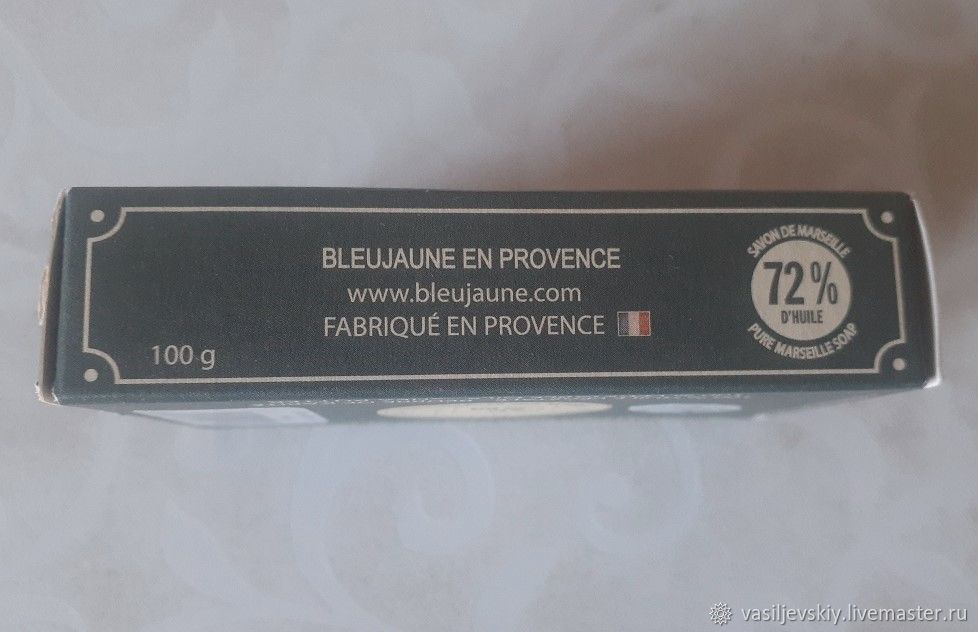 BLEUJAUNE EN PROVENCE
www.bleujaune.com
FABRIQUÉ EN PROVENCE
100 g
SAVON DE MARSEILLE
72%
D'HUILE
PURE MARSEILLE SOAP
vasiljevskiy.livemaster.ru